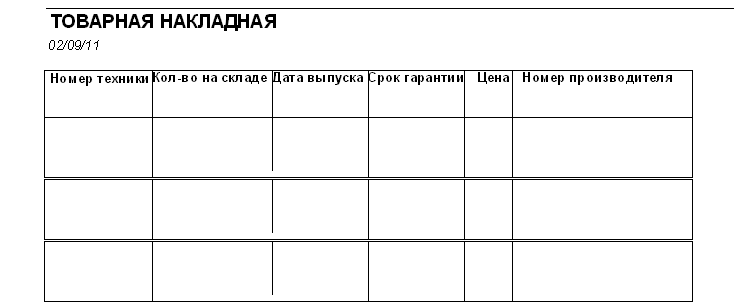 ТОВАРНАЯ НАКЛАДНАЯ
02/09/11
Номер техники Кол-во на складе Дата выпуска Срок гарантии Цена Номер производителя